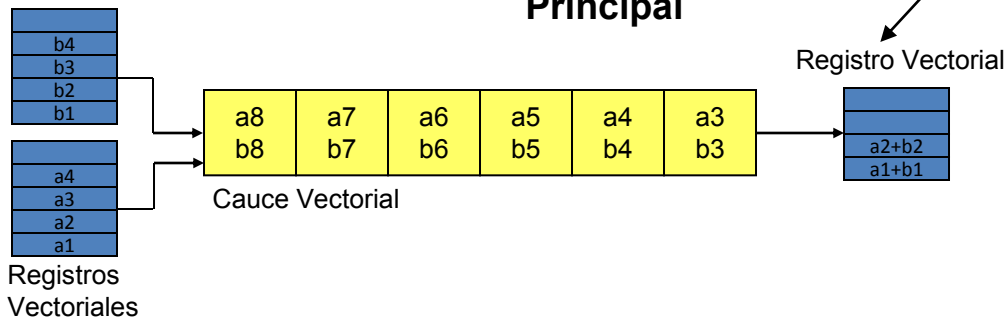 Principal
b4
b3
b2
b1
a4
a3
a2
a1
Registros
Vectoriales
a8 a7 a6 a5 a4 a3
b8 b7 b6 b5 b4 b3
Cauce Vectorial
Registro Vectorial
a2+b2
a1+b1